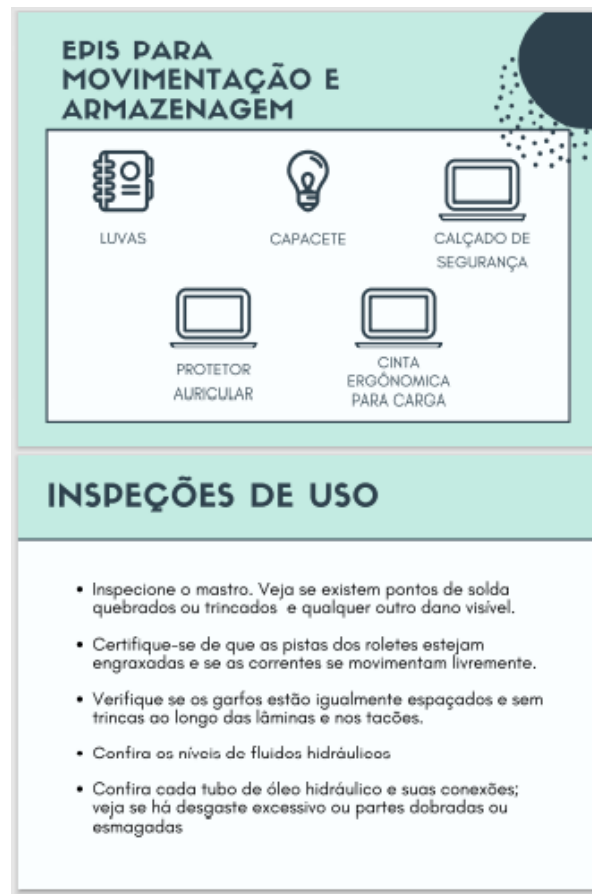 EPIS PARA
MOVIMENTAÇÃO E
ARMAZENAGEM
LUVAS
CAPACETE
CALÇADO DE
SEGURANÇA
PROTETOR
AURICULAR
CINTA
ERGÔNOMICA
PARA CARGA
INSPEÇÕES DE USO
• Inspecione o mastro. Veja se existem pontos de solda
quebrados ou trincados e qualquer outro dano visível.
• Certifique-se de que as pistas dos roletes estejam
engraxadas e se as correntes se movimentam livremente.
• Verifique se os garfos estão igualmente espaçados e sem
trincas ao longo das lâminas e nos tacões.
• Confira os níveis de fluidos hidráulicos
• Confira cada tubo de óleo hidráulico e suas conexões;
veja se há desgaste excessivo ou partes dobradas ou
esmagadas